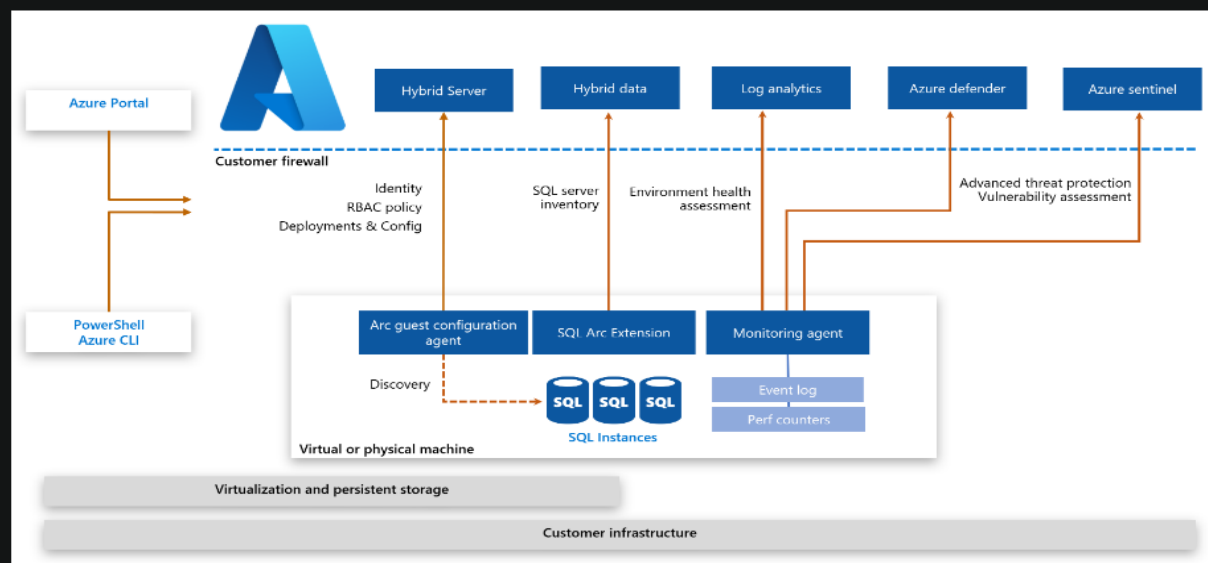 Azure Portal
Hybrid Server
Hybrid data
Log analytics
Azure defender
Azure sentinel
Customer firewall
Identity
RBAC policy
Deployments & Config
SQL server
inventory
Environment health
assessment
Advanced threat protection
Vulnerability assessment
PowerShell
Azure CLI
Arc guest configuration
agent
SQL Arc Extension
Monitoring agent
Discovery
SQL
SQL
SQL
SQL Instances
Event log
Perf counters
Virtual or physical machine
Virtualization and persistent storage
Customer infrastructure